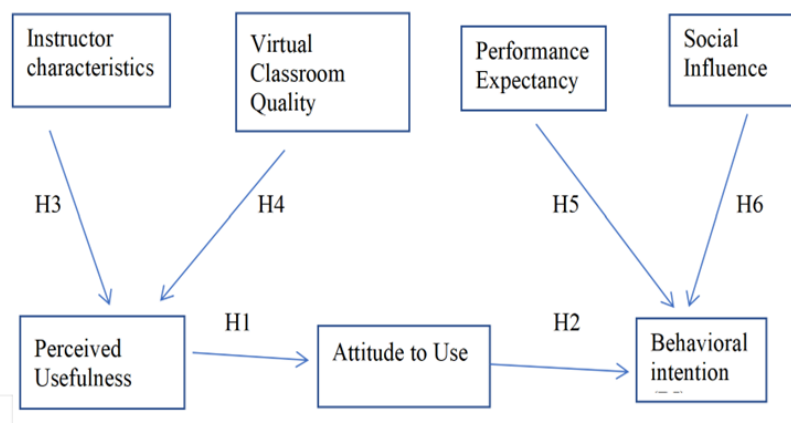 Instructor
characteristics
Virtual
Classroom
Quality
Performance
Expectancy
Social
Influence
H3
H4
H5
H6
H1
H2
Perceived
Usefulness
Attitude to Use
Behavioral
intention